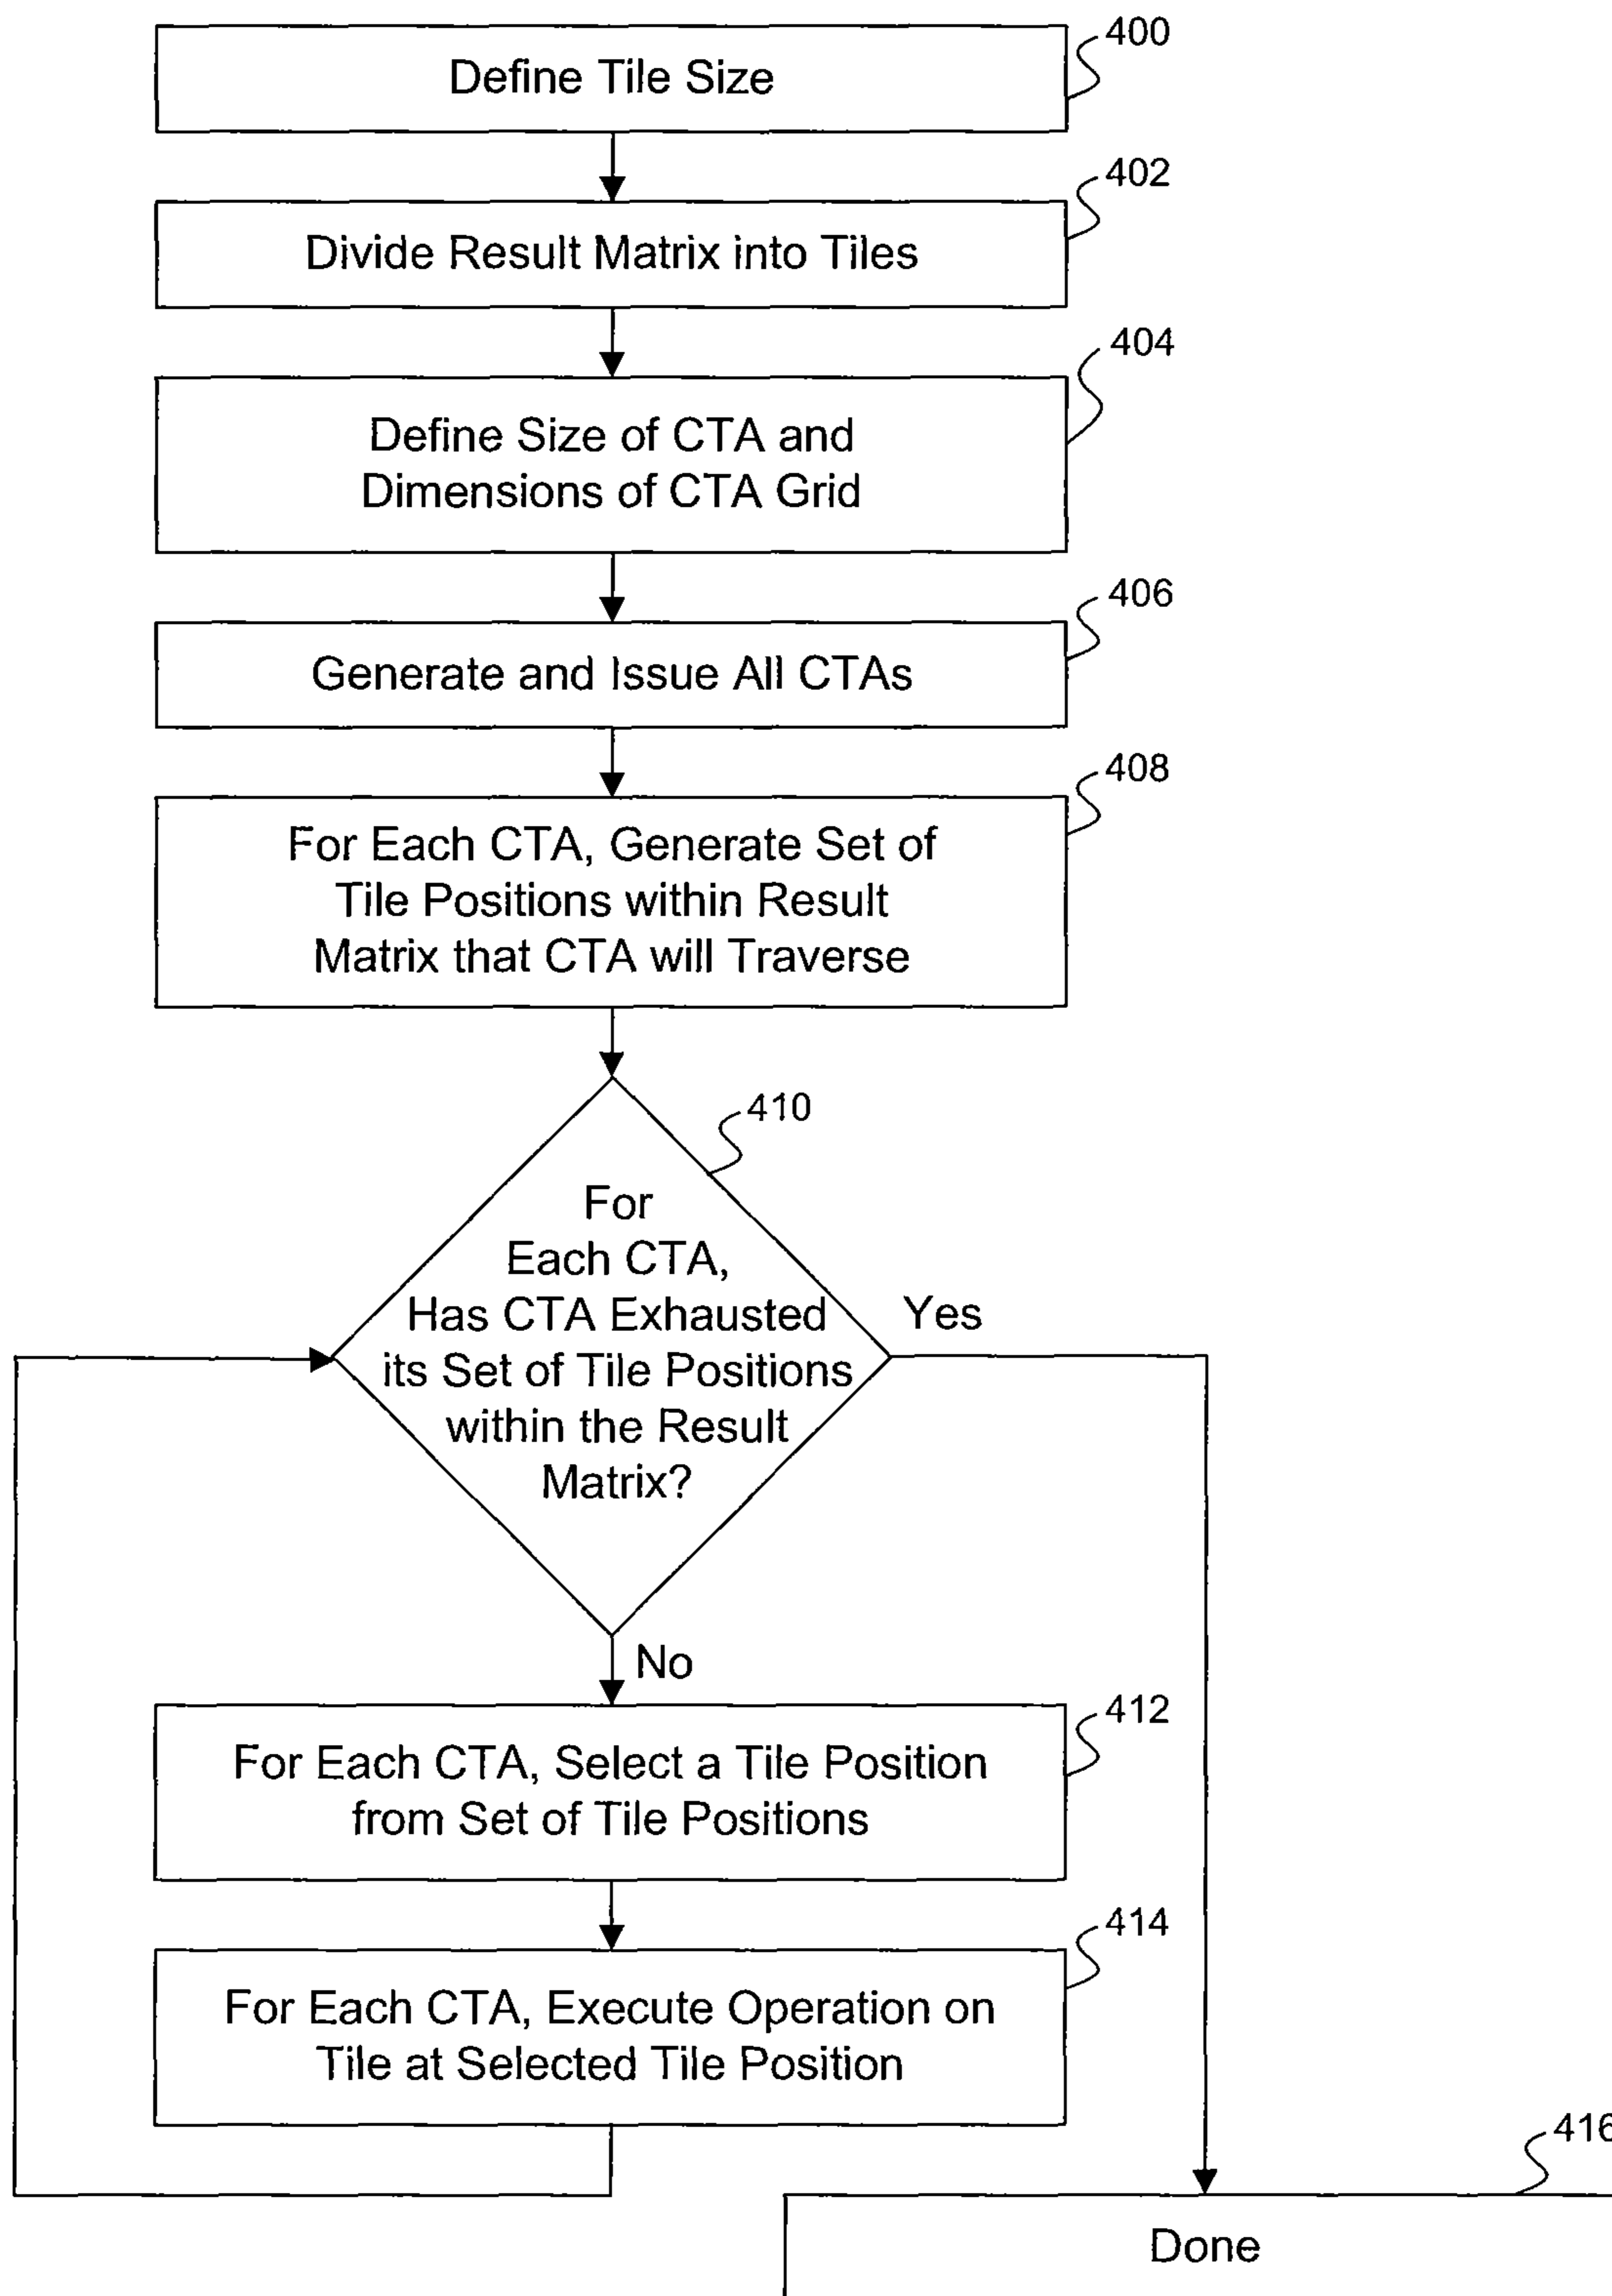 400
Define Tile Size
402
Divide Result Matrix into Tiles
404
Define Size of CTA and
Dimensions of CTA Grid
406
Generate and Issue All CTAs
408
For Each CTA, Generate Set of
Tile Positions within Result
Matrix that CTA will Traverse
410
For
Each CTA,
Has CTA Exhausted
its Set of Tile Positions
within the Result
Matrix?
Yes
No
412
For Each CTA, Select a Tile Position
from Set of Tile Positions
414
For Each CTA, Execute Operation on
Tile at Selected Tile Position
416
Done